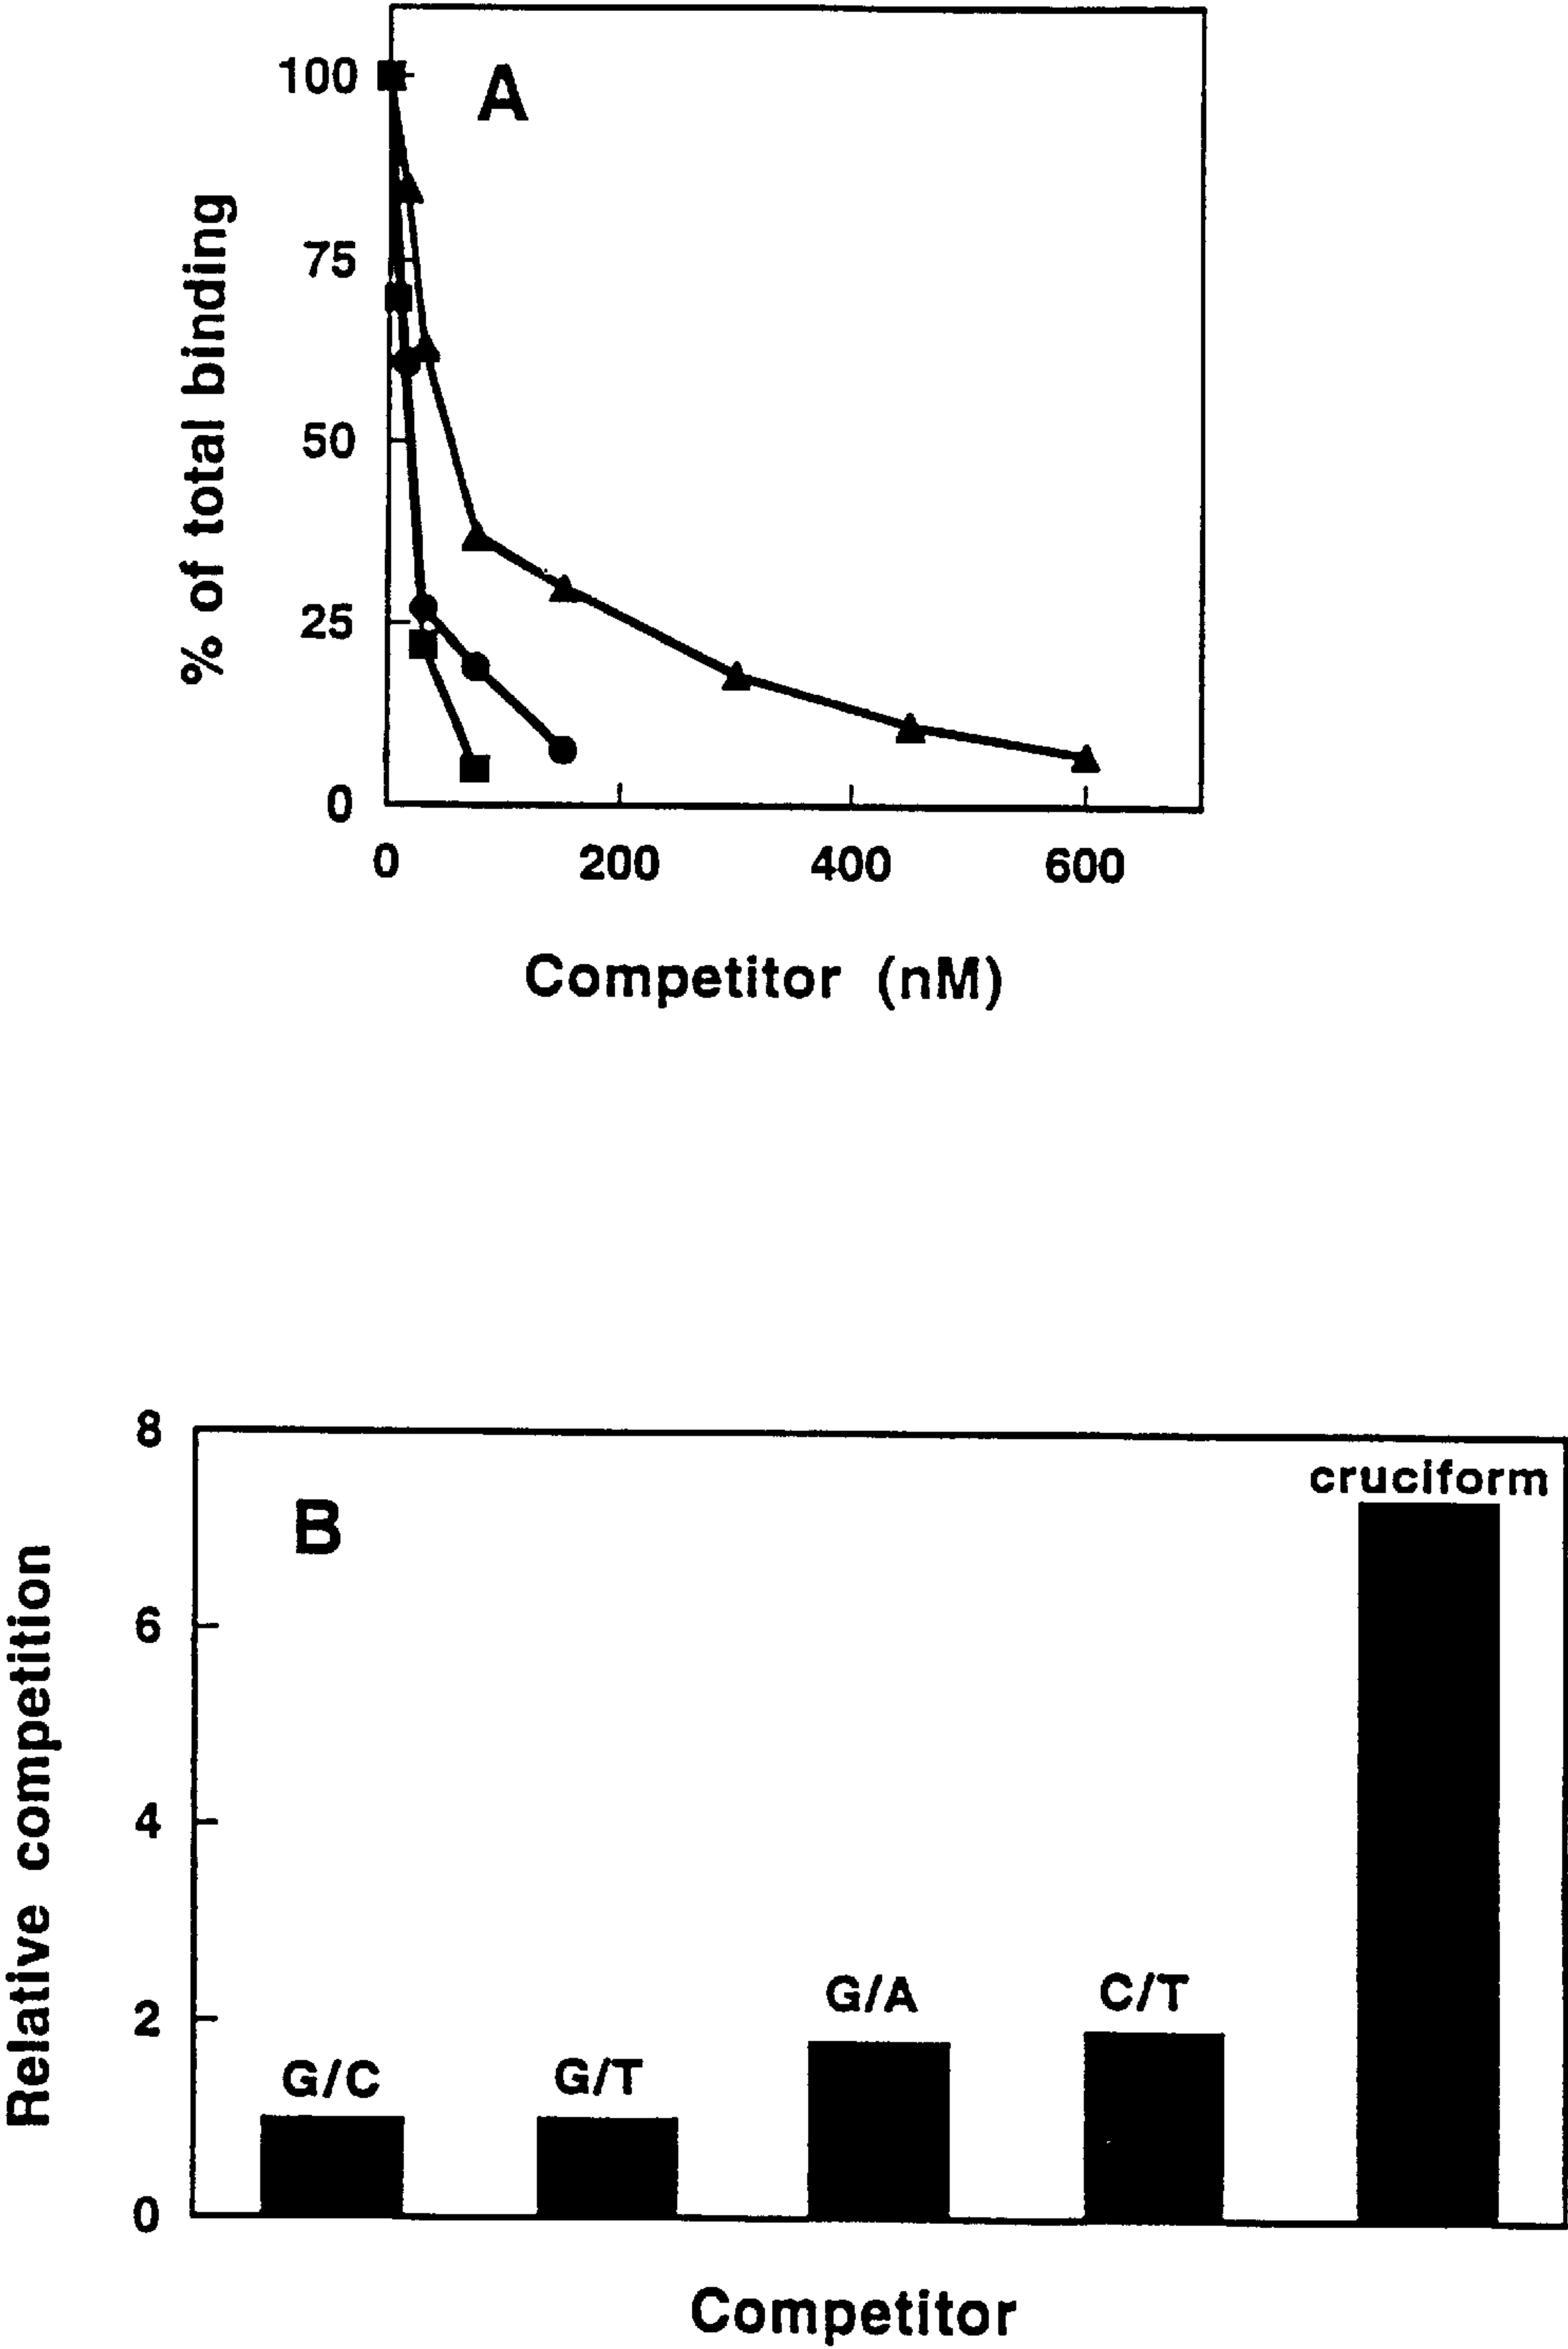 A
100
75
50
25
0
% of total binding
0 200 400 600
Competitor (nM)
B
8
6
4
2
0
Relative competition
G/C
G/T
G/A
C/T
cruciform
Competitor